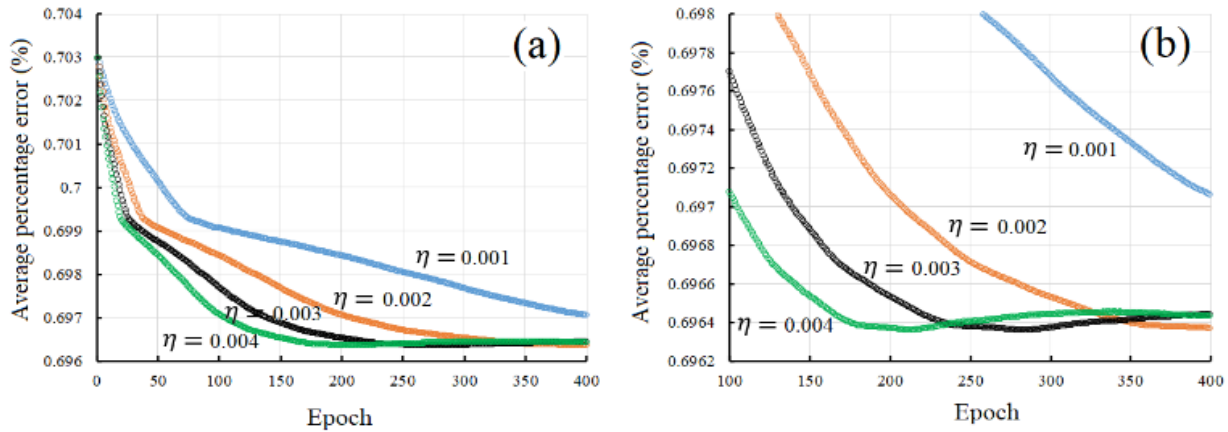 (a)
Average percentage error (%)
0.704
0.703
0.702
0.701
0.7
0.699
0.698
0.697
0.696
η = 0.001
η = 0.002
η = 0.003
η = 0.004
0 50 100 150 200 250 300 350 400
Epoch
(b)
Average percentage error (%)
0.698
0.6978
0.6976
0.6974
0.6972
0.697
0.6968
0.6966
0.6964
0.6962
η = 0.001
η = 0.002
η = 0.003
η = 0.004
100 150 200 250 300 350 400
Epoch